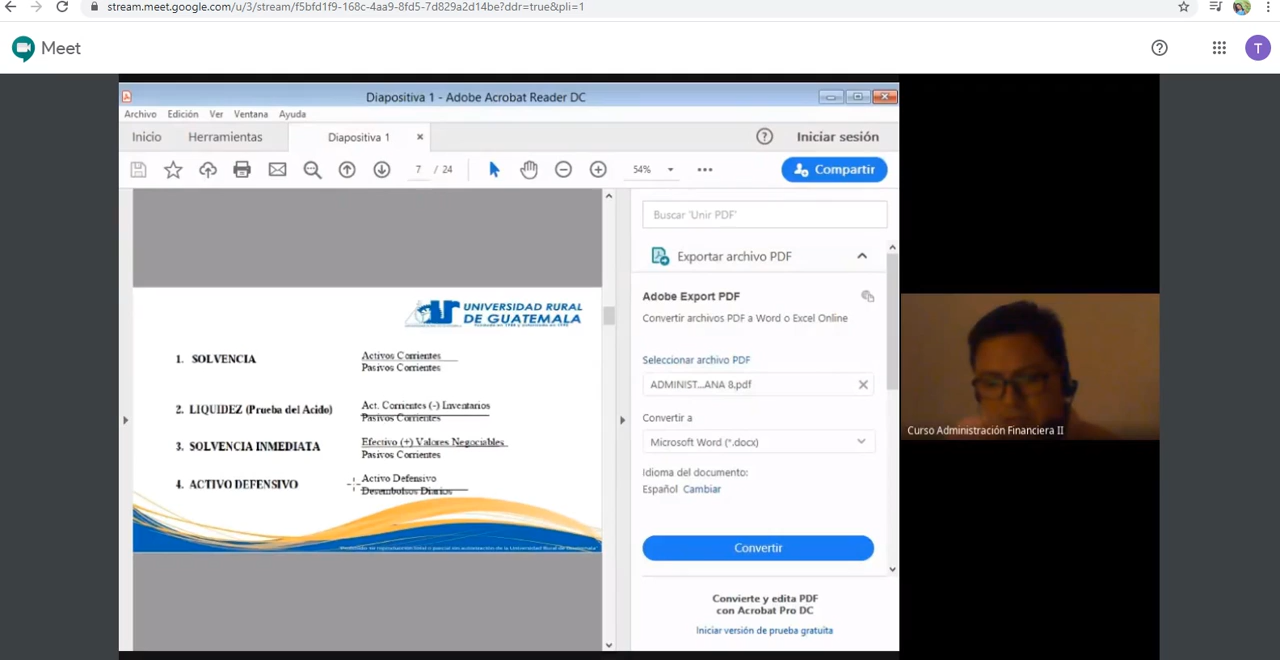 stream.meet.google.com/u/3/stream/f5bfd1f9-168c-4aa9-8fd5-7d829a2d14be?ddr=true&pli=1
Meet
T
Diapositiva 1 - Adobe Acrobat Reader DC
Archivo Edición Ver Ventana Ayuda
Inicio Herramientas Diapositiva 1 × Iniciar sesión
7 / 24 54% Compartir
Buscar 'Unir PDF'
Exportar archivo PDF
Adobe Export PDF
Convertir archivos PDF a Word o Excel Online
Seleccionar archivo PDF
ADMINIST...ANA 8.pdf
Convertir a
Microsoft Word (*.docx)
Idioma del documento:
Español Cambiar
Convertir
Convierte y edita PDF
con Acrobat Pro DC
Iniciar versión de prueba gratuita
UNIVERSIDAD RURAL
DE GUATEMALA
1. SOLVENCIA
Activos Corrientes
Pasivos Corrientes
2. LIQUIDEZ (Prueba del Acido)
Act. Corrientes (-) Inventarios
Pasivos Corrientes
3. SOLVENCIA INMEDIATA
Efectivo (+) Valores Negociables
Pasivos Corrientes
4. ACTIVO DEFENSIVO
Activo Defensivo
Desembolsos Diarios
Curso Administración Financiera II